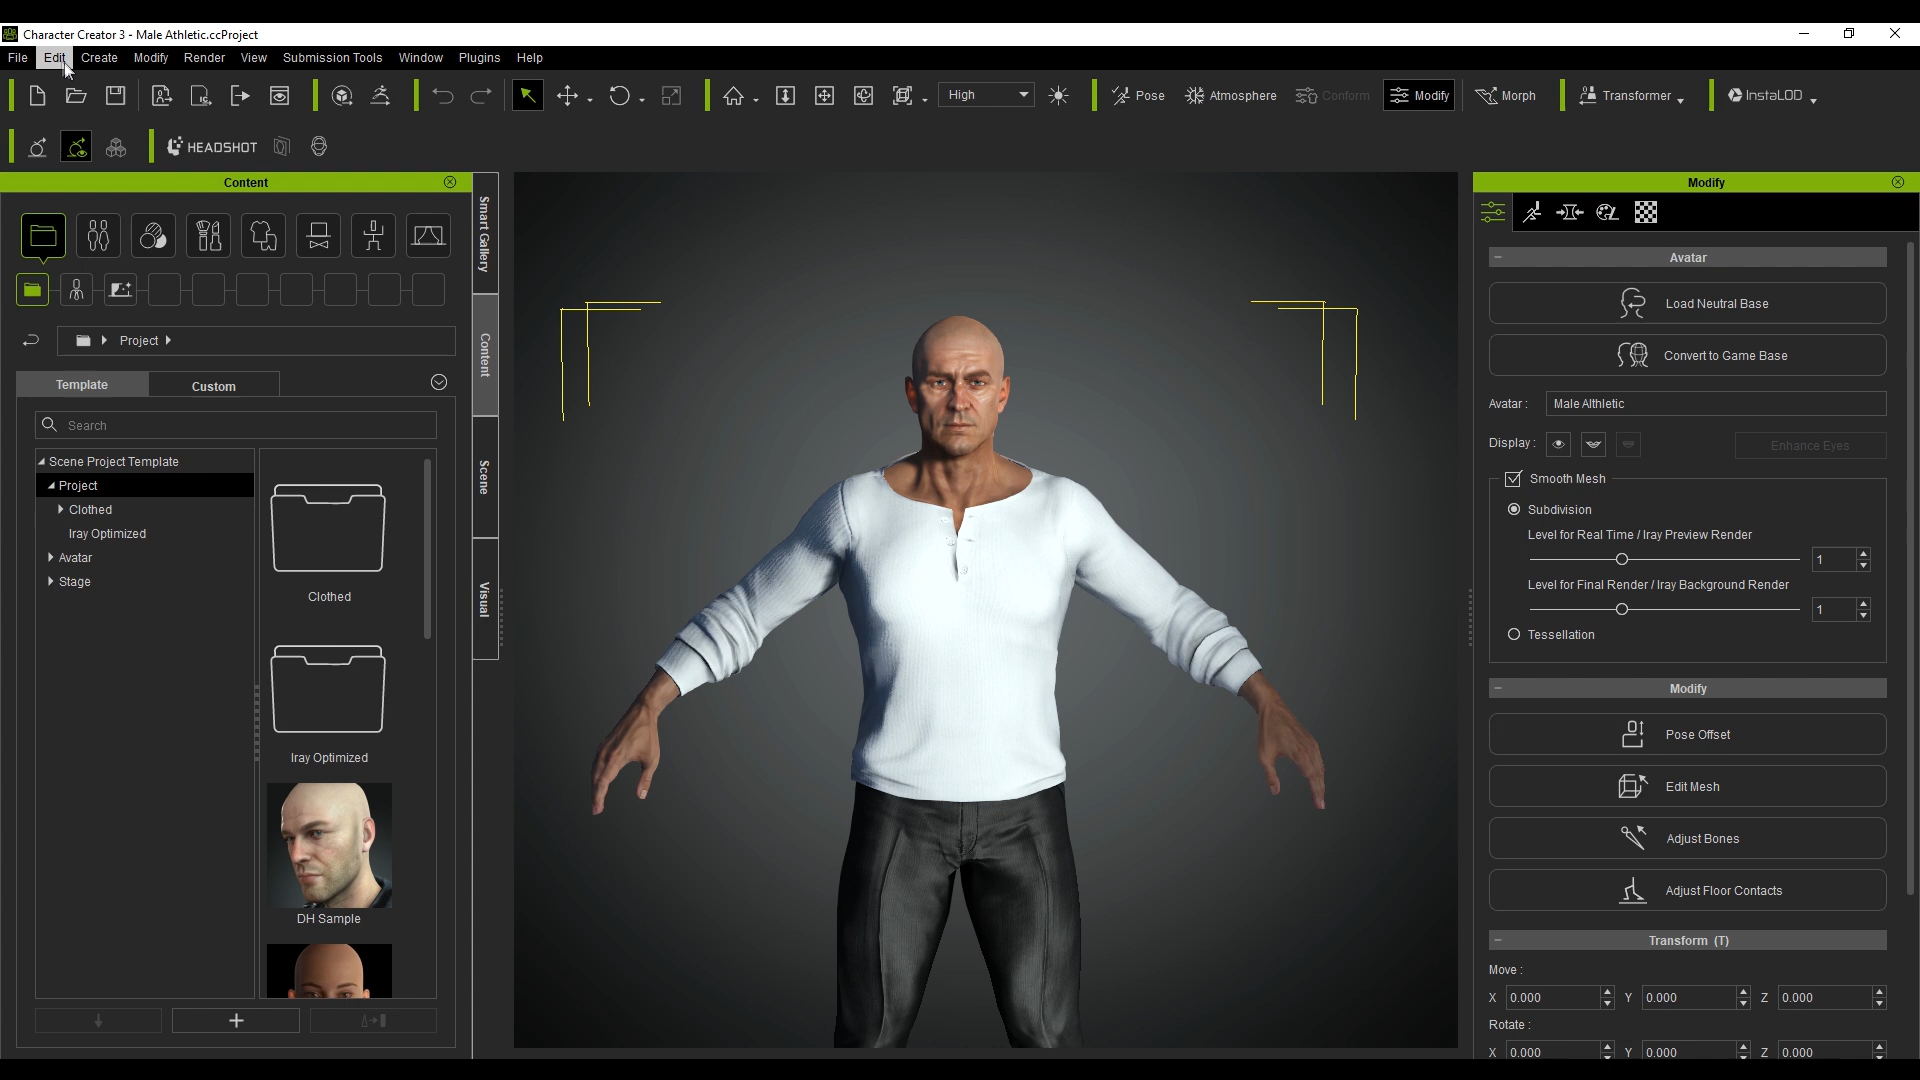 Character Creator 3 - Male Athletic.ccProject
File Edit Create Modify Render View Submission Tools Window Plugins Help
High Pose Atmosphere Conform Modify Morph Transformer InstaLOD
HEADSHOT
Content
Smart Gallery
Content
Scene
Visual
Project
Template Custom
Search
Scene Project Template
Project
Clothed
Iray Optimized
Avatar
Stage
Clothed
Iray Optimized
DH Sample
Modify
Avatar
Load Neutral Base
Convert to Game Base
Avatar : Male Althletic
Display : Enhance Eyes
Smooth Mesh
Subdivision
Level for Real Time / Iray Preview Render
1
Level for Final Render / Iray Background Render
1
Tessellation
Modify
Pose Offset
Edit Mesh
Adjust Bones
Adjust Floor Contacts
Transform (T)
Move :
X 0.000 Y 0.000 Z 0.000
Rotate :
X 0.000 Y 0.000 Z 0.000